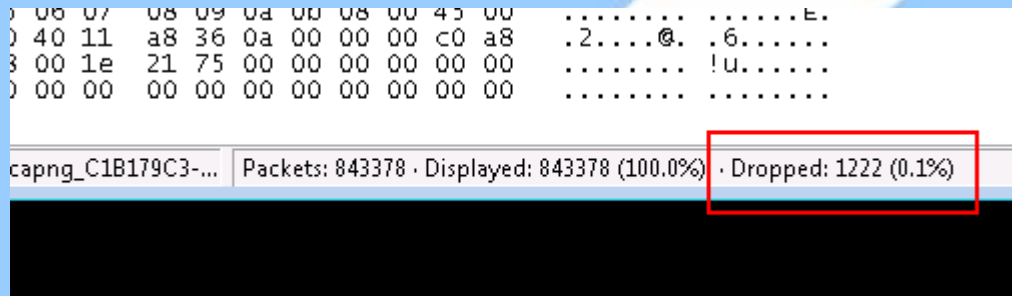 06 07 08 09 0a 0b 08 00 45 00 ........ ......E.
40 11 a8 36 0a 00 00 00 c0 a8 .2....@. .6......
00 1e 21 75 00 00 00 00 00 00 ........ !u......
00 00 00 00 00 00 00 00 00 00 ........ ........
capng_C1B179C3-... Packets: 843378 · Displayed: 843378 (100.0%) · Dropped: 1222 (0.1%)